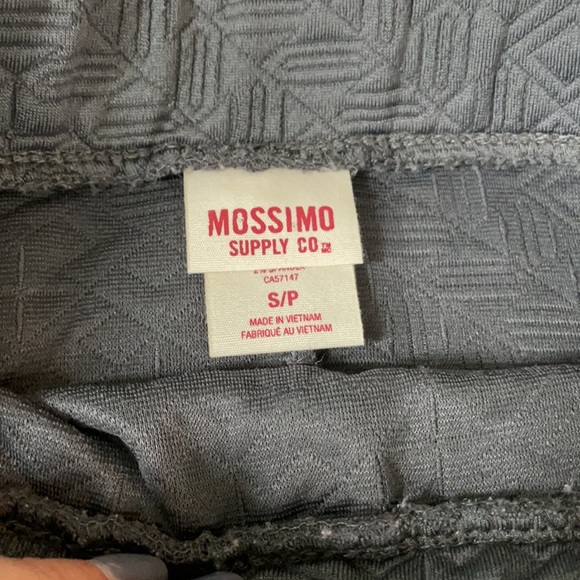 MOSSIMO
SUPPLY CO
CA57147
S/P
MADE IN VIETNAM
FABRIQUÉ AU VIETNAM